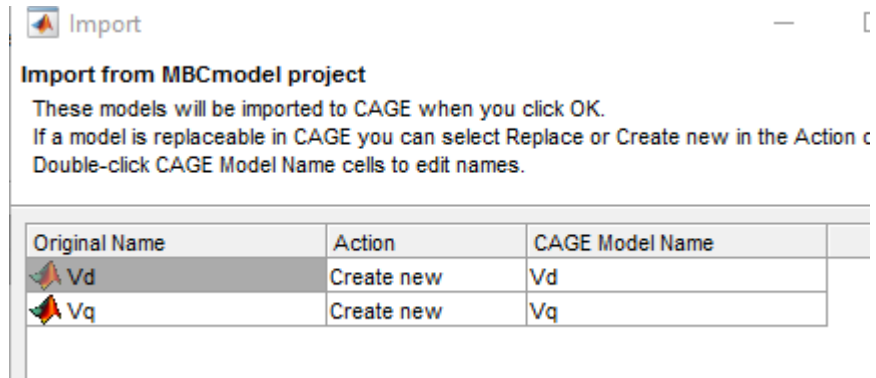 Import
Import from MBCmodel project
These models will be imported to CAGE when you click OK.
If a model is replaceable in CAGE you can select Replace or Create new in the Action
Double-click CAGE Model Name cells to edit names.
Original Name Action CAGE Model Name
Vd Create new Vd
Vq Create new Vq